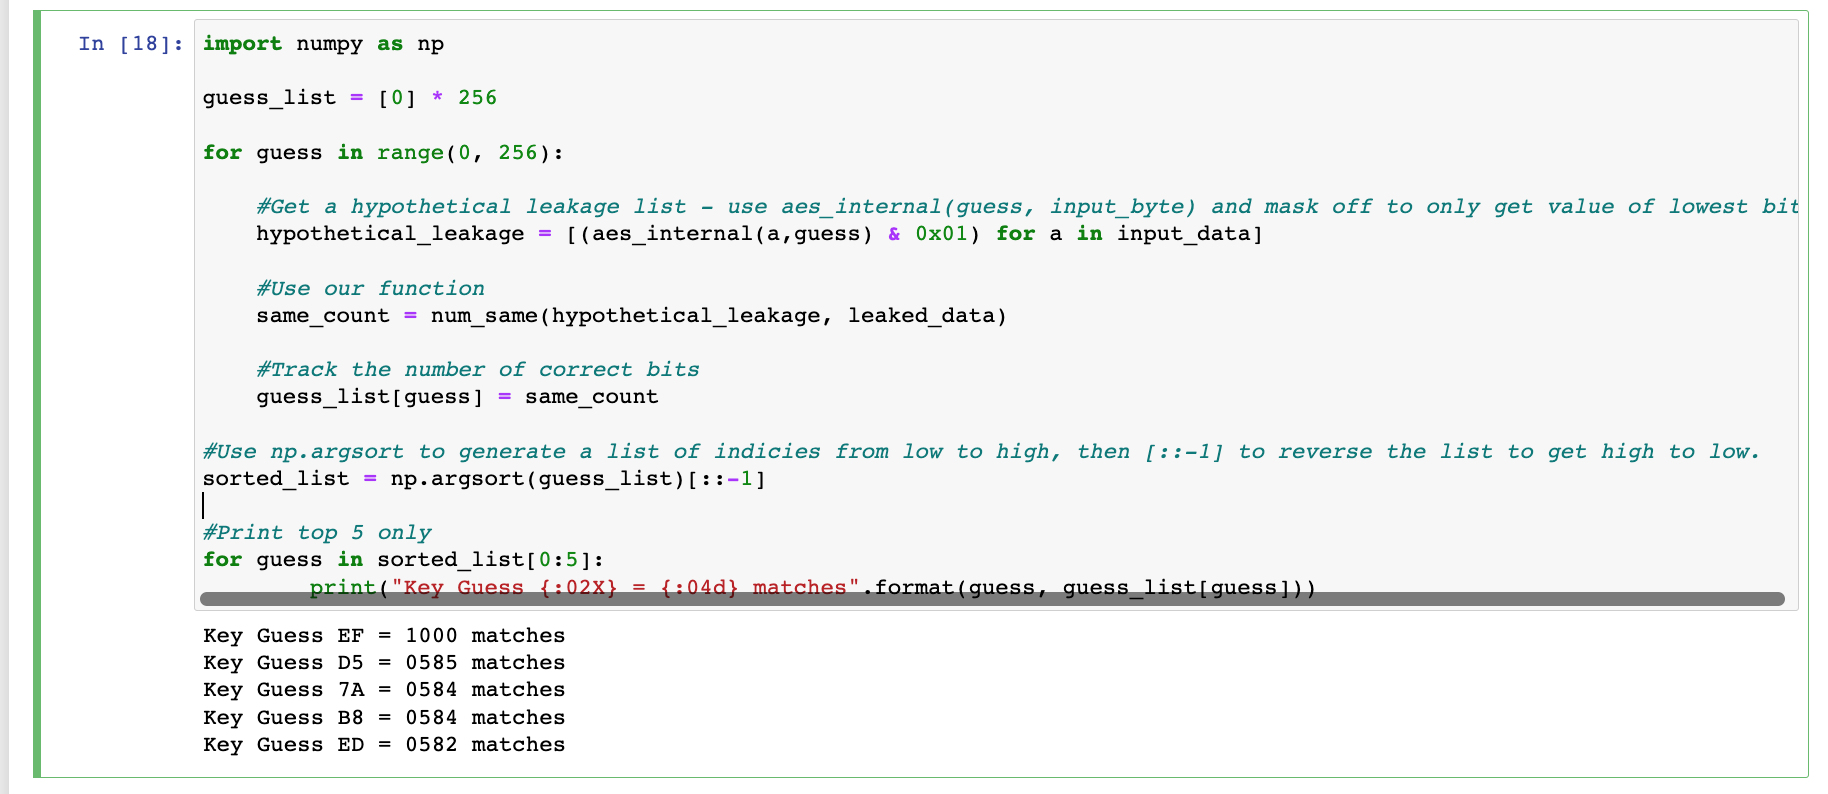 In [18]:
import numpy as np
guess_list = [0] * 256
for guess in range(0, 256):
#Get a hypothetical leakage list - use aes_internal(guess, input_byte) and mask off to only get value of lowest bit
hypothetical_leakage = [(aes_internal(a,guess) & 0x01) for a in input_data]
#Use our function
same_count = num_same(hypothetical_leakage, leaked_data)
#Track the number of correct bits
guess_list[guess] = same_count
#Use np.argsort to generate a list of indicies from low to high, then [::-1] to reverse the list to get high to low.
sorted_list = np.argsort(guess_list)[::-1]
#Print top 5 only
for guess in sorted_list[0:5]:
print("Key Guess {:02X} = {:04d} matches".format(guess, guess_list[guess]))
Key Guess EF = 1000 matches
Key Guess D5 = 0585 matches
Key Guess 7A = 0584 matches
Key Guess B8 = 0584 matches
Key Guess ED = 0582 matches